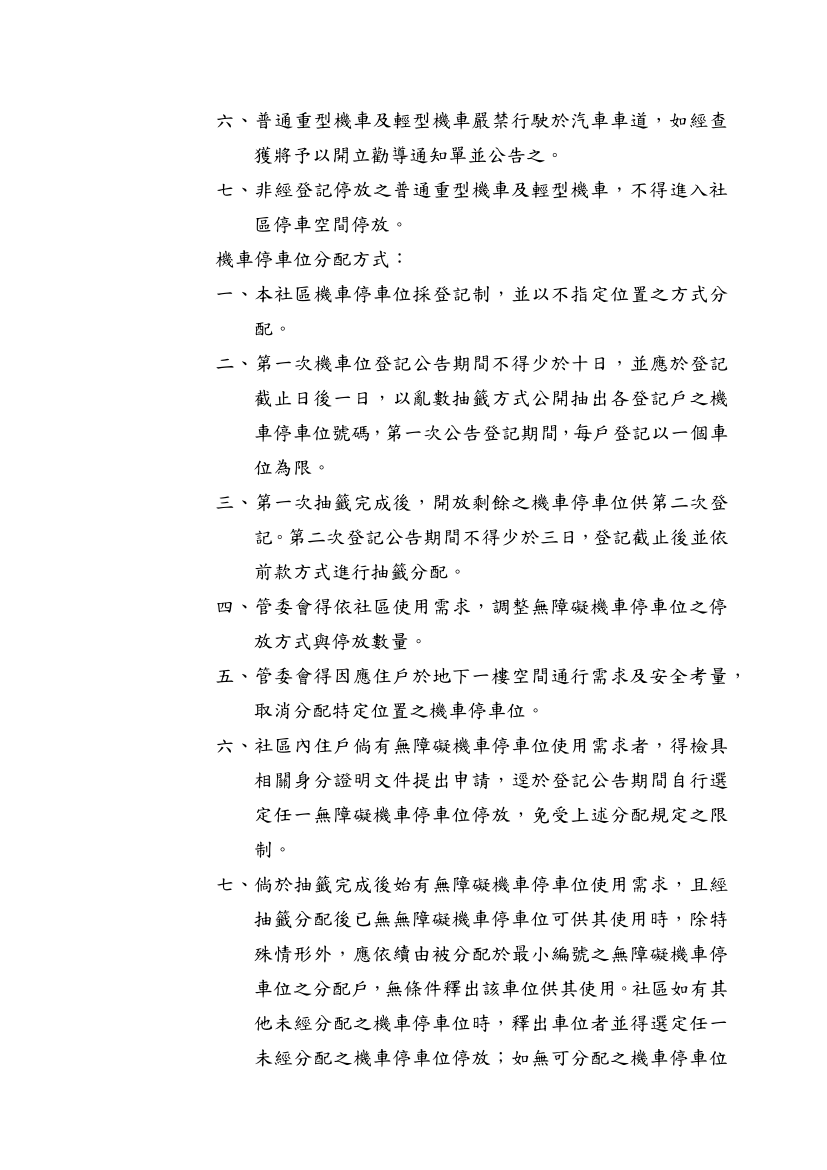 六、普通重型機車及輕型機車嚴禁行駛於汽車車道，如經查
獲將予以開立勸導通知單並公告之。
七、非經登記停放之普通重型機車及輕型機車，不得進入社
區停車空間停放。
機車停車位分配方式：
一、本社區機車停車位採登記制，並以不指定位置之方式分
配。
二、第一次機車位登記公告期間不得少於十日，並應於登記
截止日後一日，以亂數抽籤方式公開抽出各登記戶之機
車停車位號碼，第一次公告登記期間，每戶登記以一個車
位為限。
三、第一次抽籤完成後，開放剩餘之機車停車位供第二次登
記。第二次登記公告期間不得少於三日，登記截止後並依
前款方式進行抽籤分配。
四、管委會得依社區使用需求，調整無障礙機車停車位之停
放方式與停放數量。
五、管委會得因應住戶於地下一樓空間通行需求及安全考量，
取消分配特定位置之機車停車位。
六、社區內住戶倘有無障礙機車停車位使用需求者，得檢具
相關身分證明文件提出申請，逕於登記公告期間自行選
定任一無障礙機車停車位停放，免受上述分配規定之限
制。
七、倘於抽籤完成後始有無障礙機車停車位使用需求，且經
抽籤分配後已無無障礙機車停車位可供其使用時，除特
殊情形外，應依續由被分配於最小編號之無障礙機車停
車位之分配戶，無條件釋出該車位供其使用。社區如有其
他未經分配之機車停車位時，釋出車位者並得選定任一
未經分配之機車停車位停放；如無可分配之機車停車位